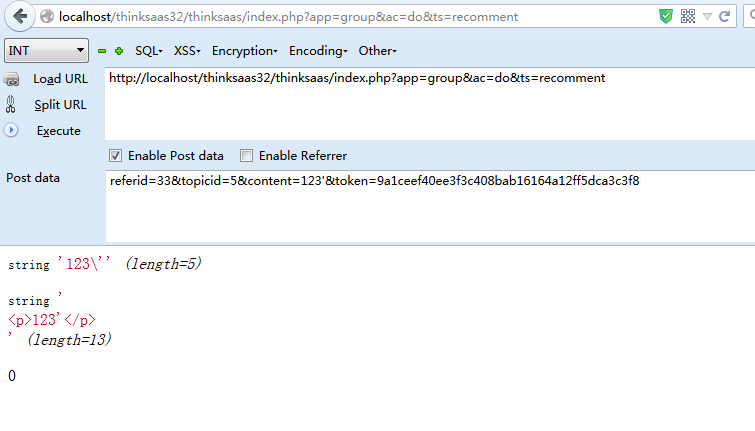 localhost/thinksaas32/thinksaas/index.php?app=group&ac=do&ts=recomment
INT SQL- XSS- Encryption- Encoding- Other-
Load URL
http://localhost/thinksaas32/thinksaas/index.php?app=group&ac=do&ts=recomment
Split URL
Execute
Enable Post data Enable Referrer
Post data
referid=33&topicid=5&content=123'&token=9a1ceef40ee3f3c408bab16164a12ff5dca3c3f8
string '123\'' (length=5)
string '
<p>123'</p>
' (length=13)
0